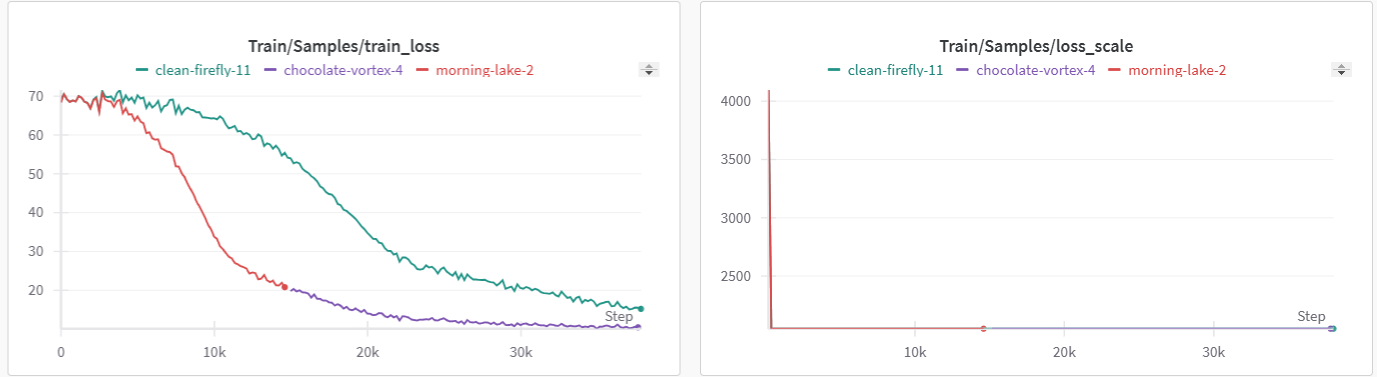 Train/Samples/train_loss
clean-firefly-11 chocolate-vortex-4 morning-lake-2
70
60
50
40
30
20
Step
0 10k 20k 30k
Train/Samples/loss_scale
clean-firefly-11 chocolate-vortex-4 morning-lake-2
4000
3500
3000
2500
Step
10k 20k 30k